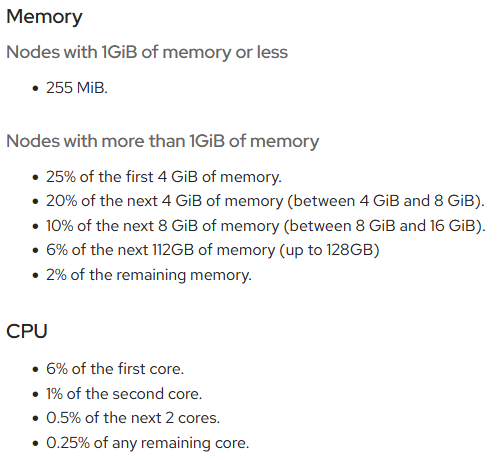 Memory
Nodes with 1GiB of memory or less
• 255 MiB.
Nodes with more than 1GiB of memory
• 25% of the first 4 GiB of memory.
• 20% of the next 4 GiB of memory (between 4 GiB and 8 GiB).
• 10% of the next 8 GiB of memory (between 8 GiB and 16 GiB).
• 6% of the next 112GB of memory (up to 128GB)
• 2% of the remaining memory.
CPU
• 6% of the first core.
• 1% of the second core.
• 0.5% of the next 2 cores.
• 0.25% of any remaining core.